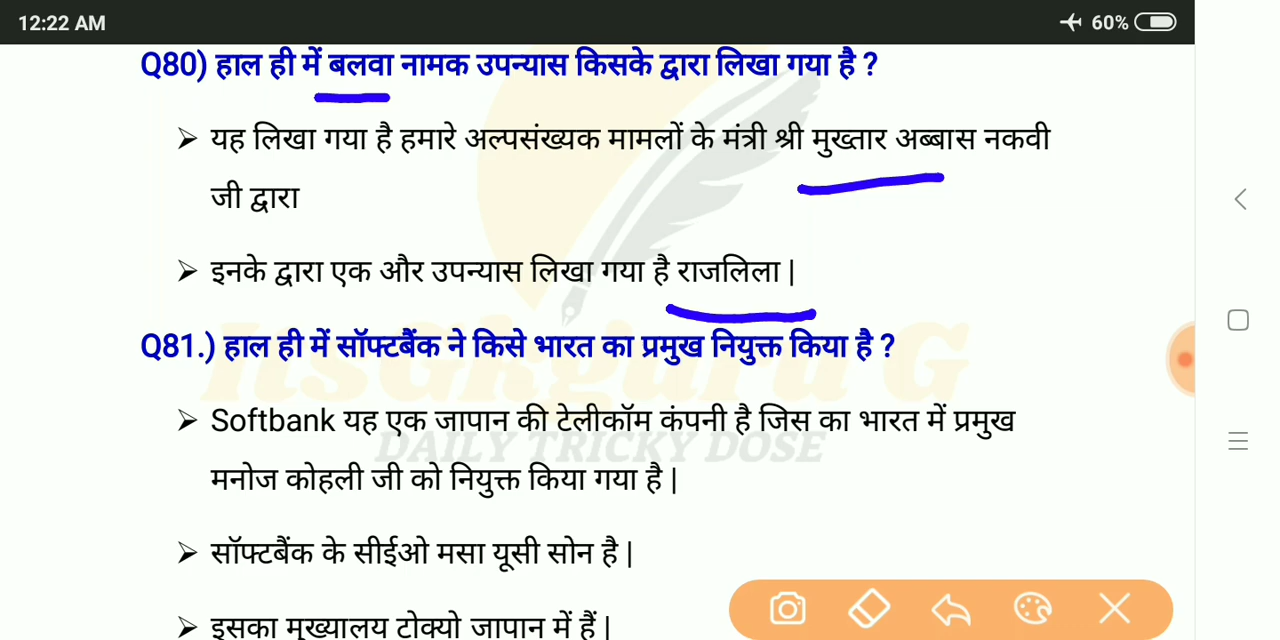 12:22 AM
60%
Q80) हाल ही में बलवा नामक उपन्यास किसके द्वारा लिखा गया है ?
➢ यह लिखा गया है हमारे अल्पसंख्यक मामलों के मंत्री श्री मुख्तार अब्बास नकवी
जी द्वारा
➢ इनके द्वारा एक और उपन्यास लिखा गया है राजलिला |
ItsGkguru G
Q81.) हाल ही में सॉफ्टबैंक ने किसे भारत का प्रमुख नियुक्त किया है ?
➢ Softbank यह एक जापान की टेलीकॉम कंपनी है जिस का भारत में प्रमुख
DAILY TRICKY DOSE
मनोज कोहली जी को नियुक्त किया गया है |
➢ सॉफ्टबैंक के सीईओ मसा यूसी सोन है |
➢ इसका मुख्यालय टोक्यो जापान में हैं |